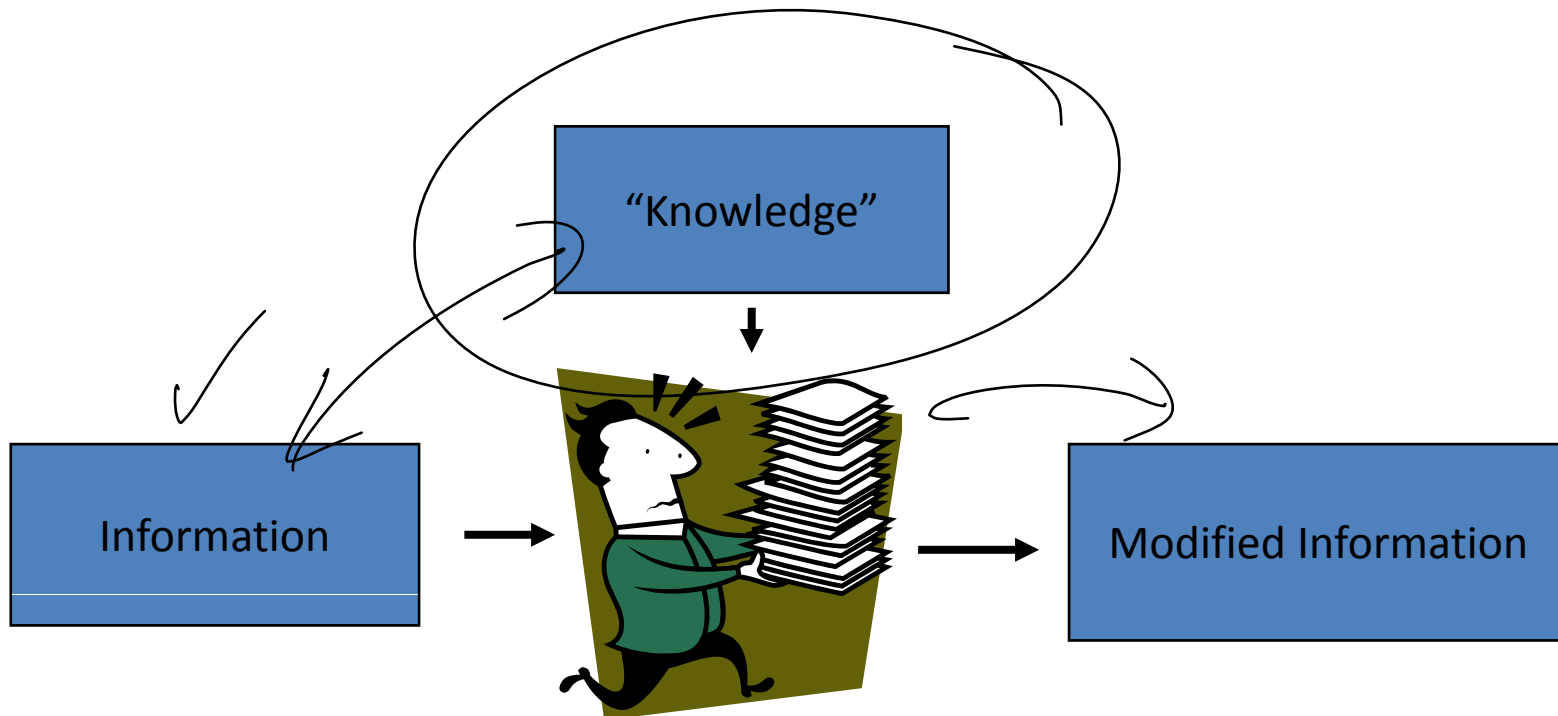 “Knowledge”
Information
Modified Information